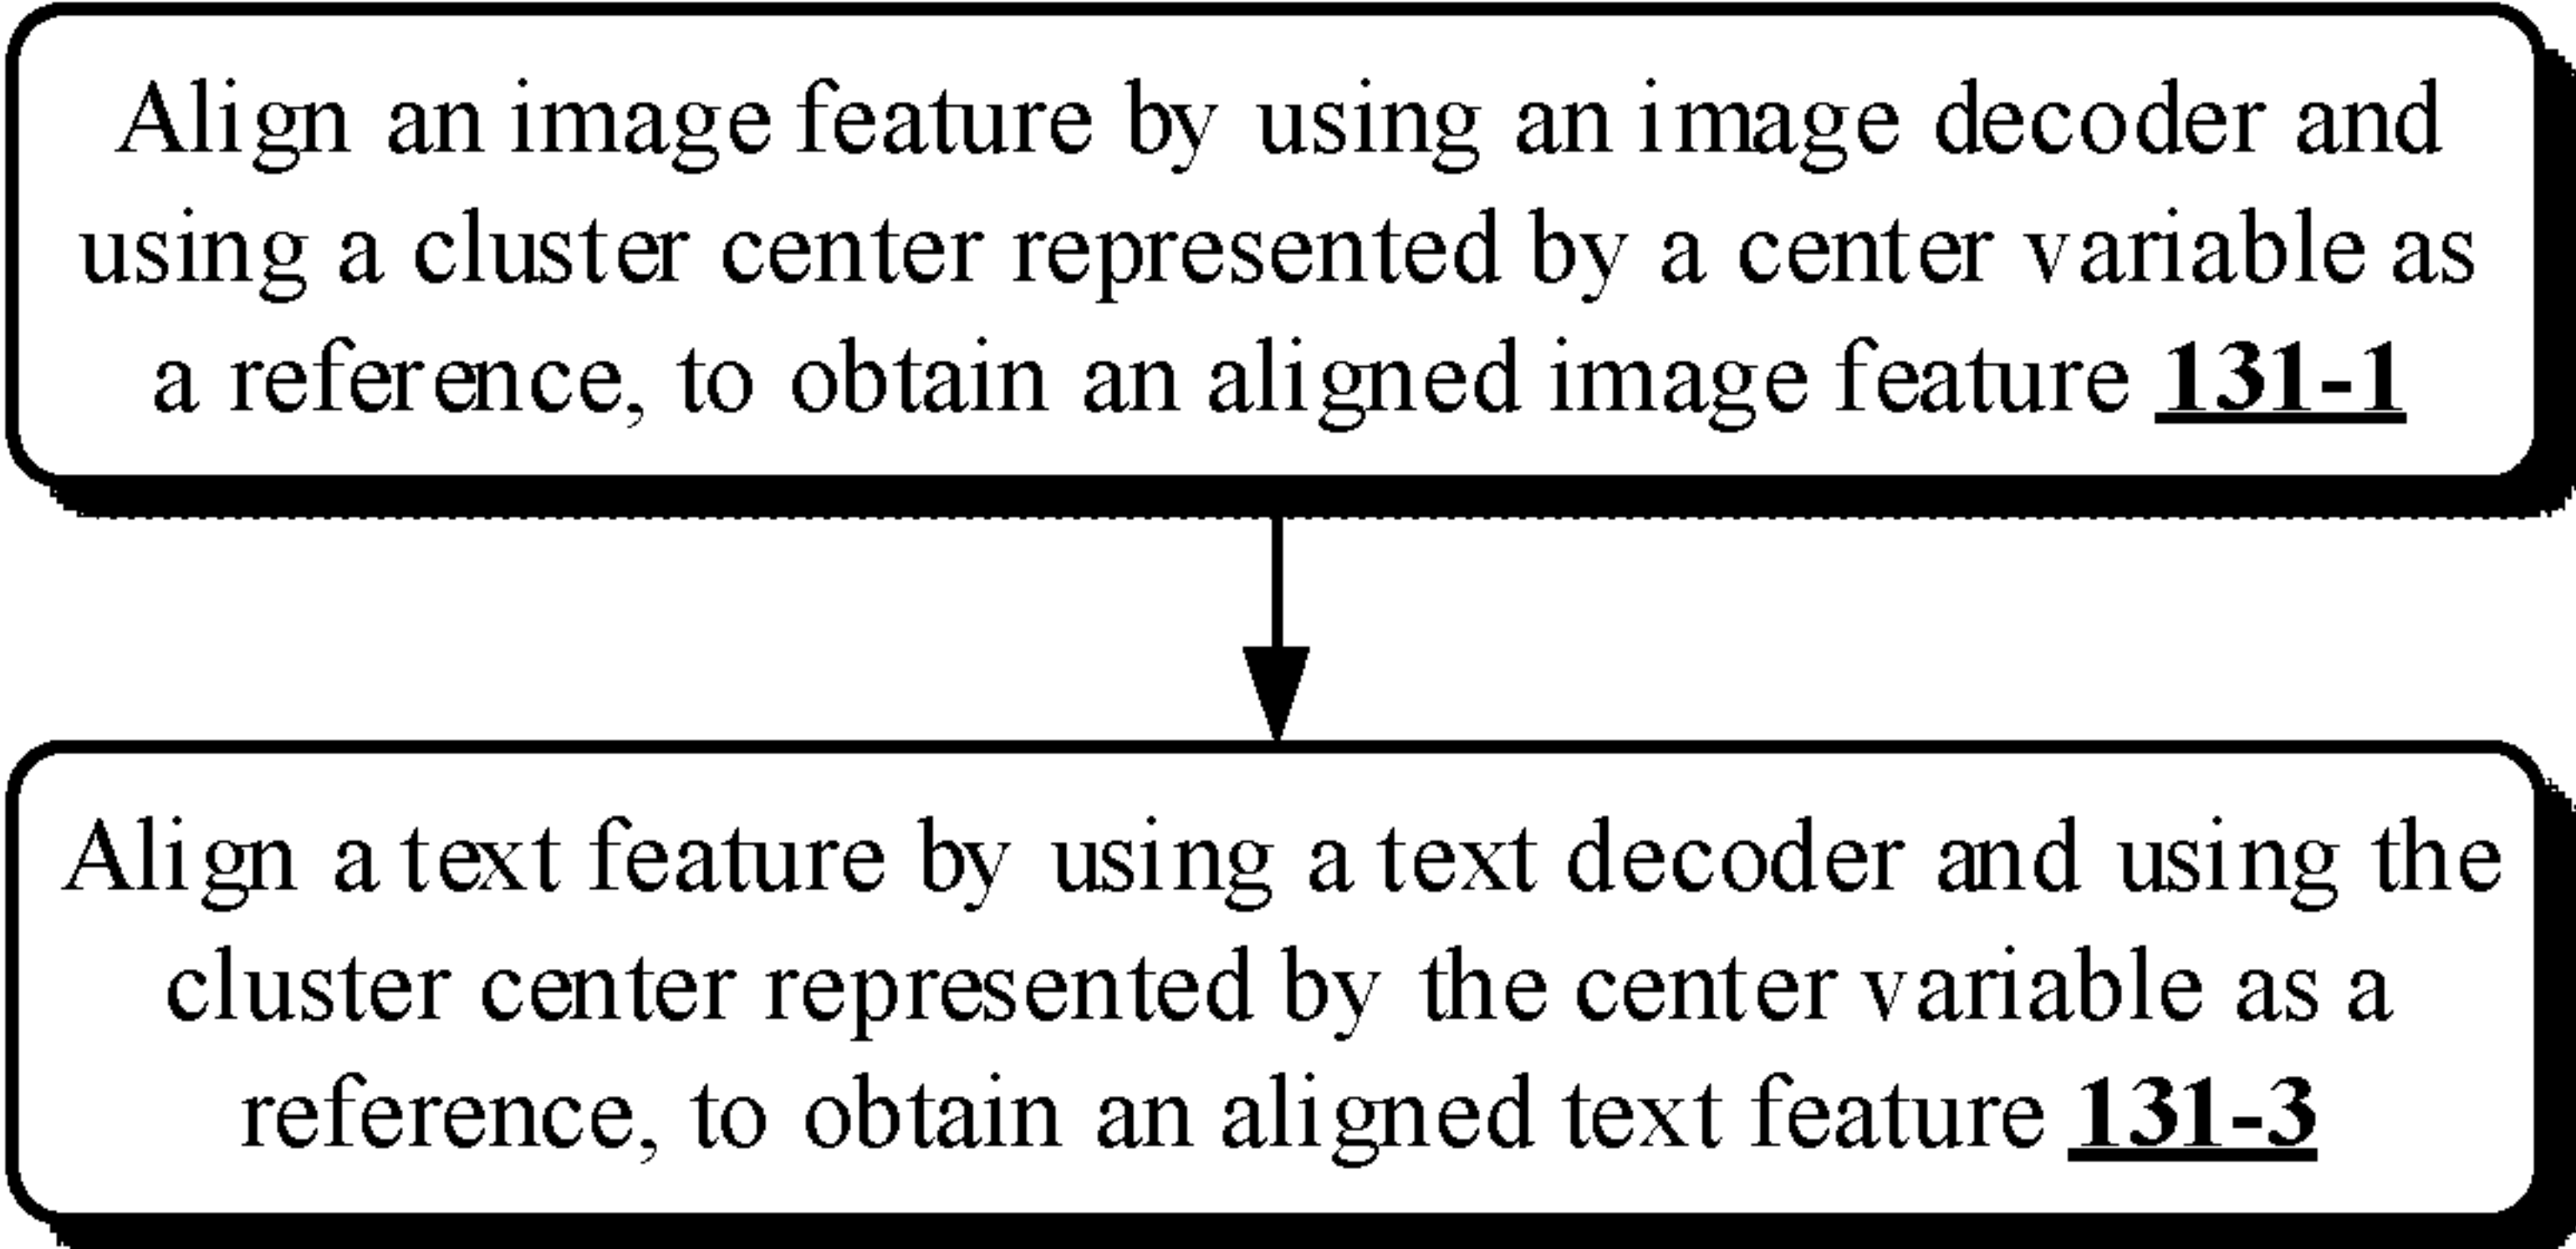 Align an image feature by using an image decoder and
using a cluster center represented by a center variable as
a reference, to obtain an aligned image feature 131-1
Align a text feature by using a text decoder and using the
cluster center represented by the center variable as a
reference, to obtain an aligned text feature 131-3